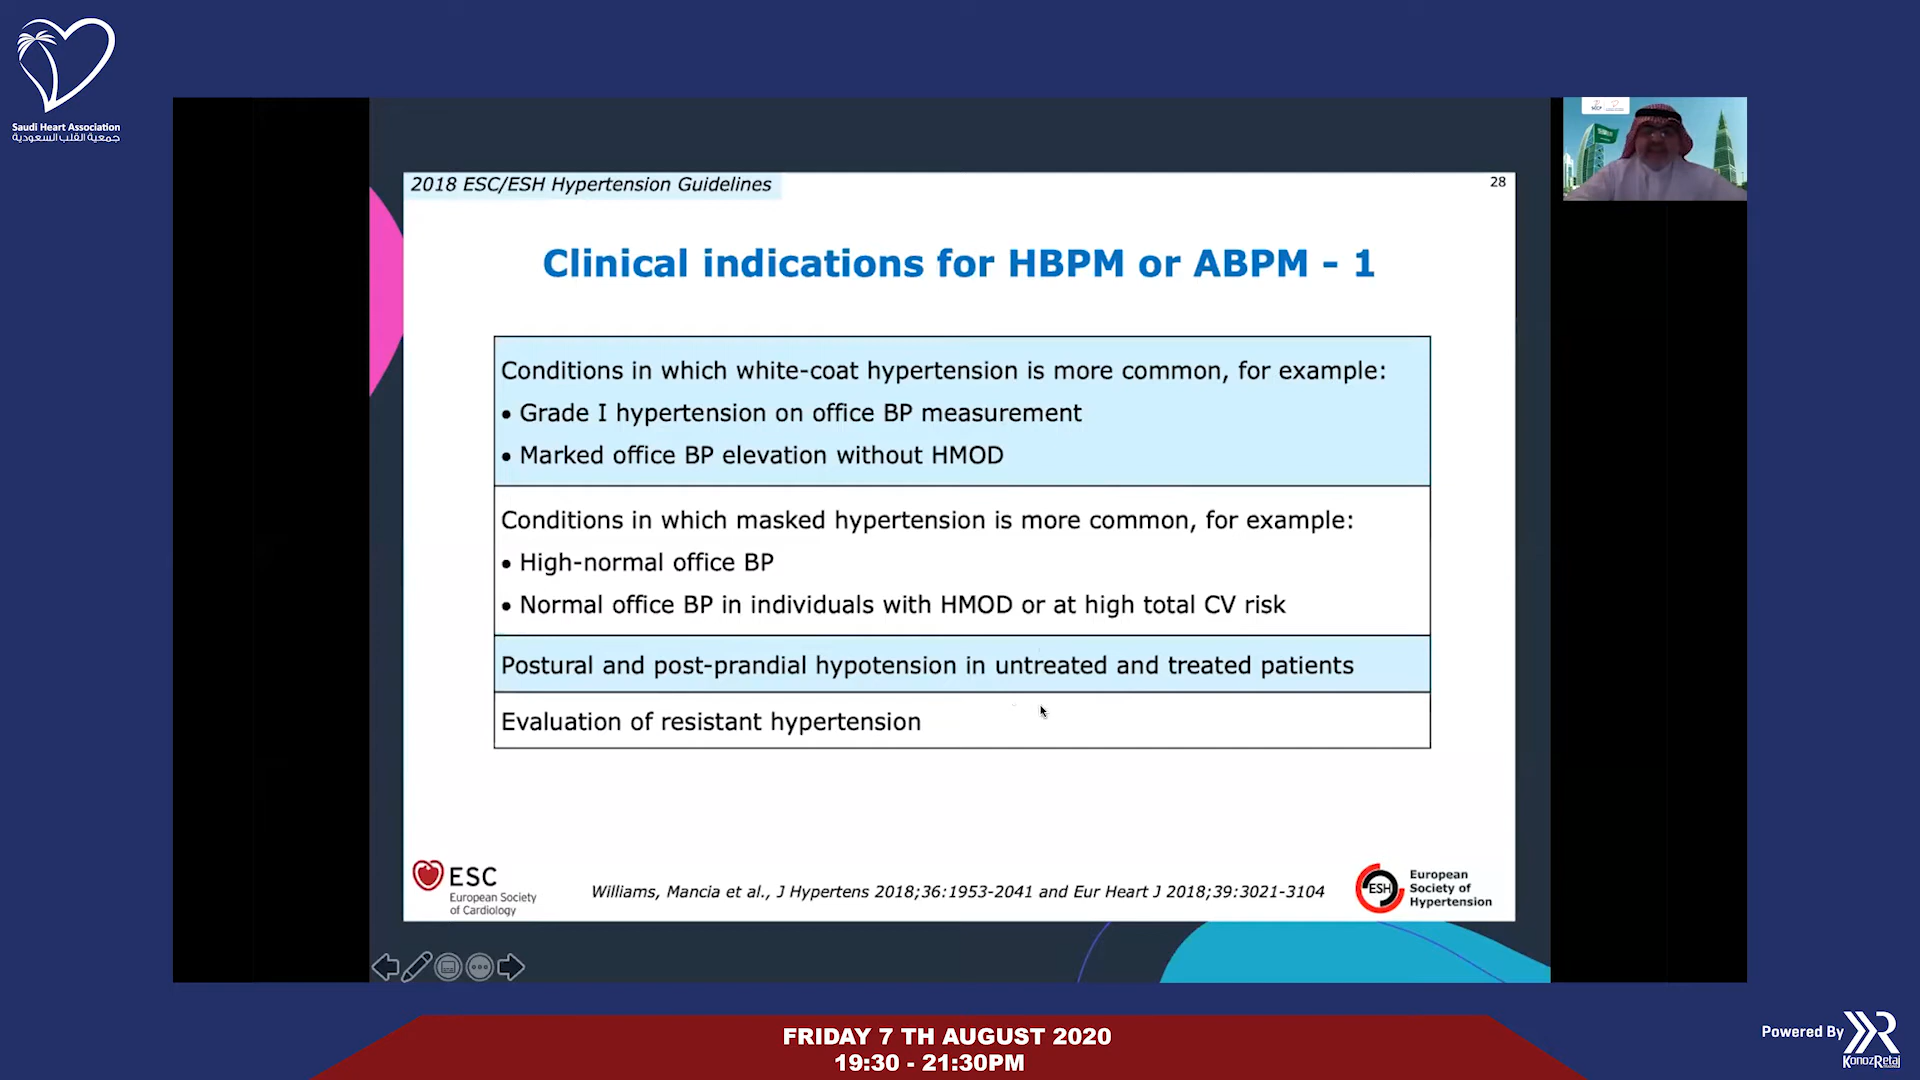 Saudi Heart Association
جمعية القلب السعودية
2018 ESC/ESH Hypertension Guidelines
28
Clinical indications for HBPM or ABPM - 1
Conditions in which white-coat hypertension is more common, for example:
• Grade I hypertension on office BP measurement
• Marked office BP elevation without HMOD
Conditions in which masked hypertension is more common, for example:
• High-normal office BP
• Normal office BP in individuals with HMOD or at high total CV risk
Postural and post-prandial hypotension in untreated and treated patients
Evaluation of resistant hypertension
ESC
European Society
of Cardiology
Williams, Mancia et al., J Hypertens 2018;36:1953-2041 and Eur Heart J 2018;39:3021-3104
ESH
European
Society of
Hypertension
FRIDAY 7 TH AUGUST 2020
19:30 - 21:30PM
Powered By
KonozRetaj